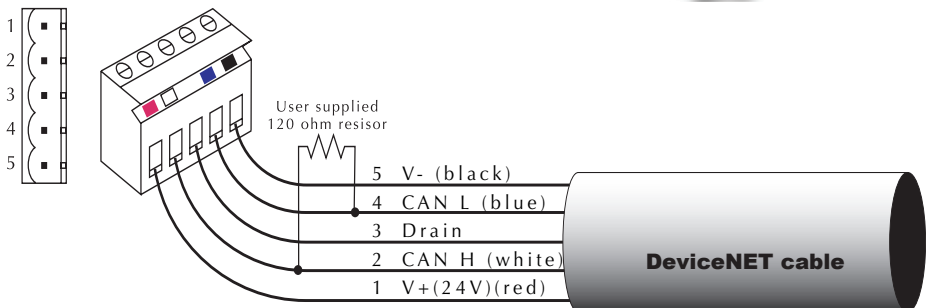 1
2
3
4
5
User supplied
120 ohm resisor
5 V- (black)
4 CAN L (blue)
3 Drain
2 CAN H (white)
1 V+(24V)(red)
DeviceNET cable